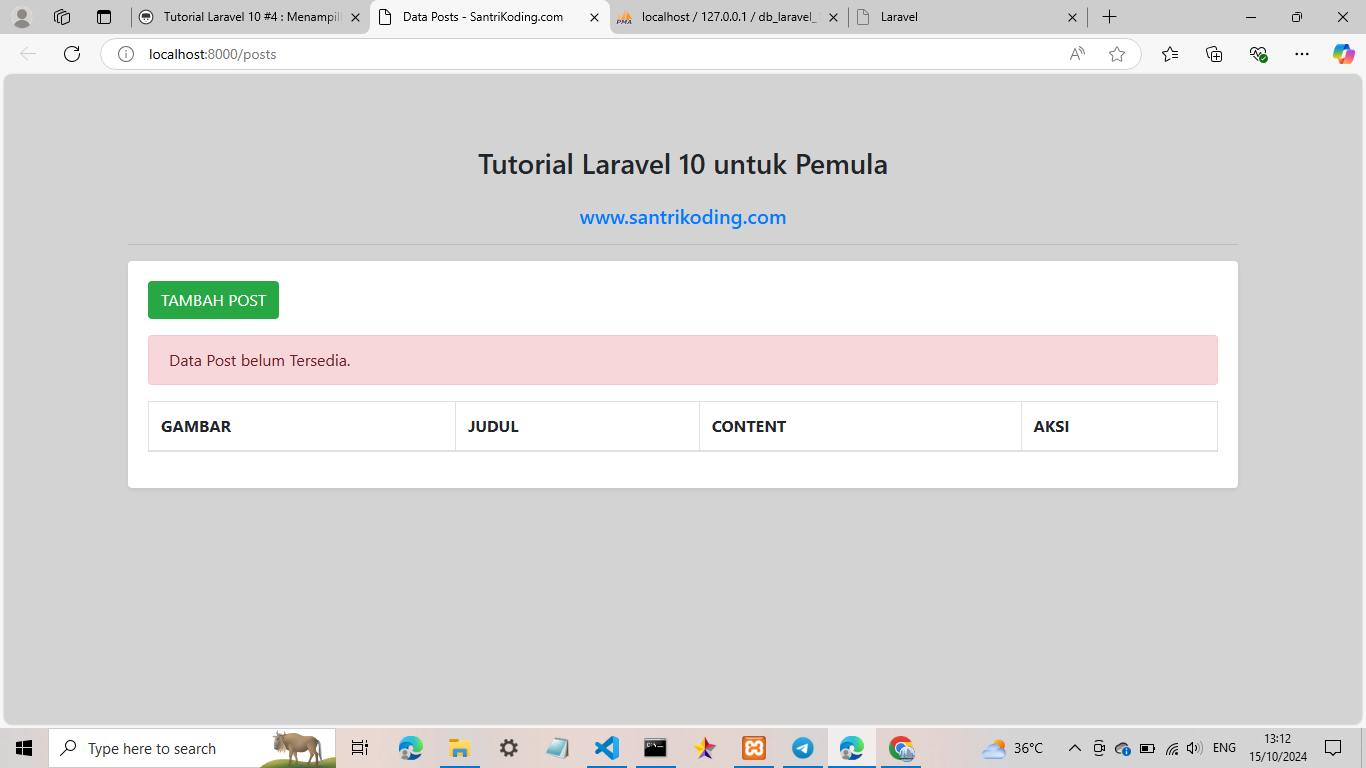 Tutorial Laravel 10 #4 : Menampil
Data Posts - SantriKoding.com
localhost / 127.0.0.1 / db_laravel_
Laravel
localhost:8000/posts
Tutorial Laravel 10 untuk Pemula
www.santrikoding.com
TAMBAH POST
Data Post belum Tersedia.
GAMBAR JUDUL CONTENT AKSI
Type here to search
36°C
ENG
13:12
15/10/2024